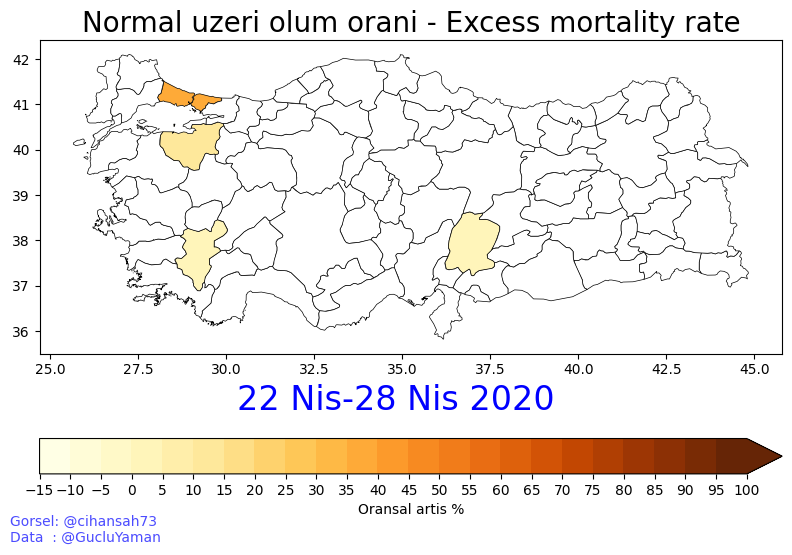 Normal uzeri olum orani - Excess mortality rate
42
41
40
39
38
37
36
25.0 27.5 30.0 32.5 35.0 37.5 40.0 42.5 45.0
22 Nis-28 Nis 2020
−15 −10 −5 0 5 10 15 20 25 30 35 40 45 50 55 60 65 70 75 80 85 90 95 100
Oransal artis %
Gorsel: @cihansah73
Data : @GucluYaman